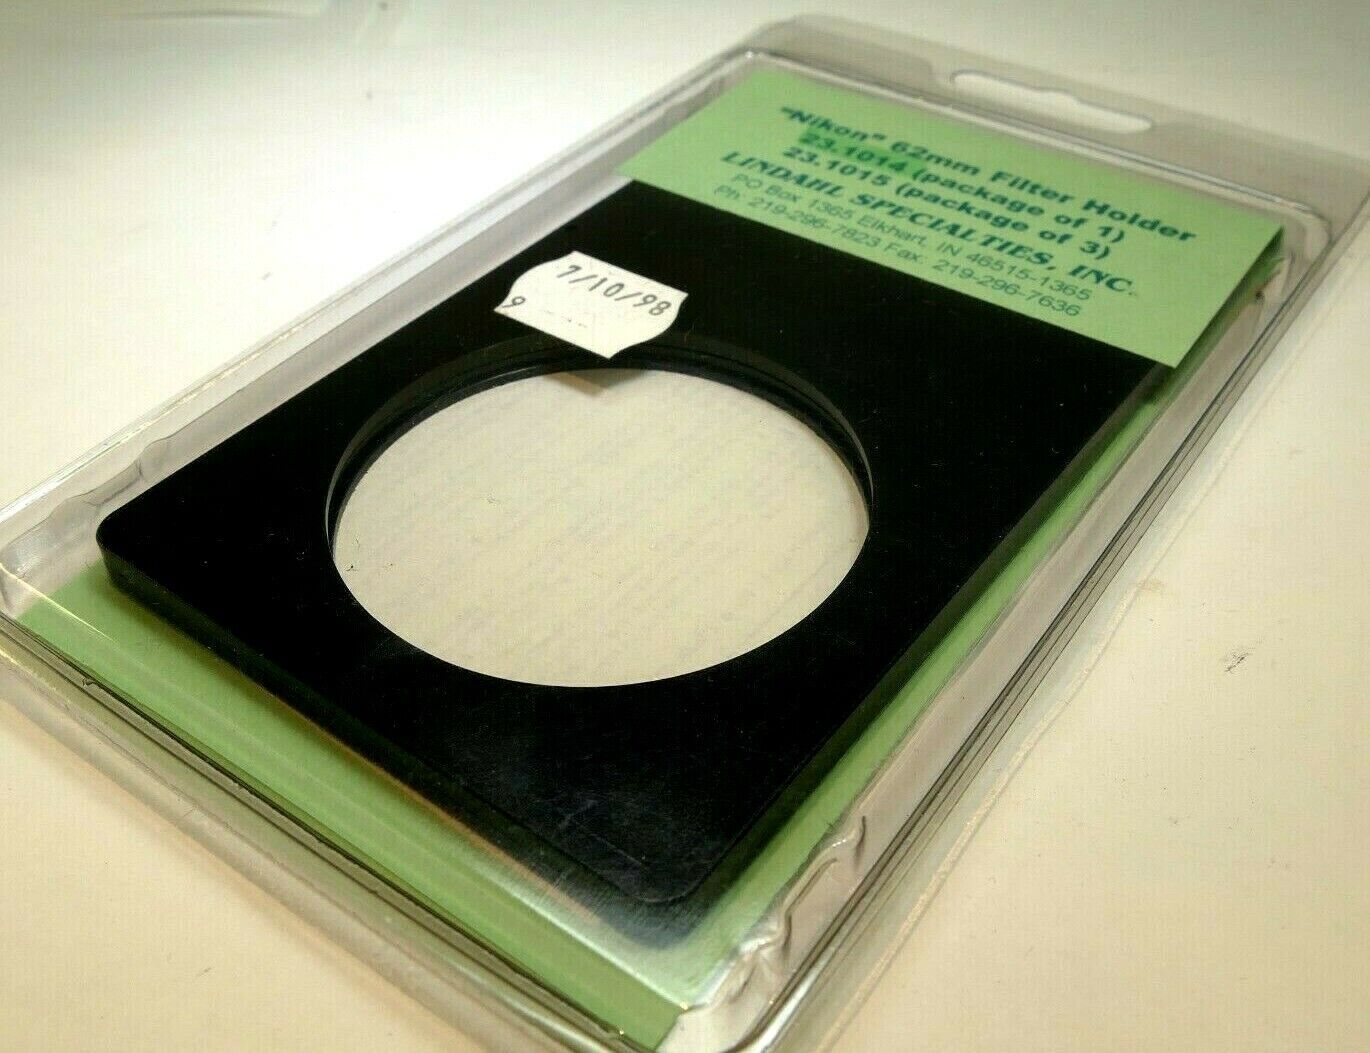 "Nikon" 62mm Filter Holder
23.1014 (package of 1)
23.1015 (package of 3)
LINDAHL SPECIALTIES, INC.
PO Box 1365 Elkhart, IN 46515-1365
Ph: 219-296-7823 Fax: 219-296-7636
7/10/98
9